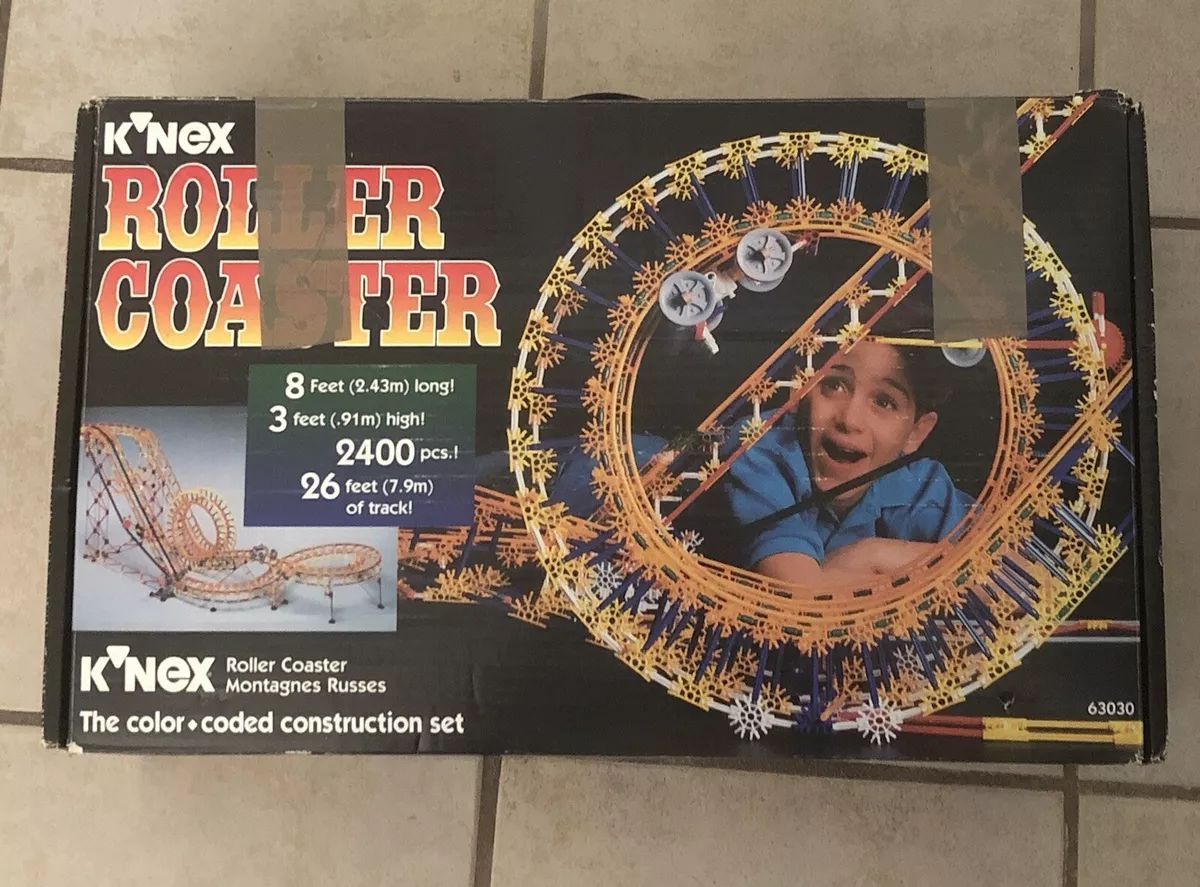 K'NEX
ROLLER
COASTER
8 Feet (2.43m) long!
3 feet (.91m) high!
2400 pcs.!
26 feet (7.9m)
of track!
K'NEX Roller Coaster
Montagnes Russes
The color⬩coded construction set
63030